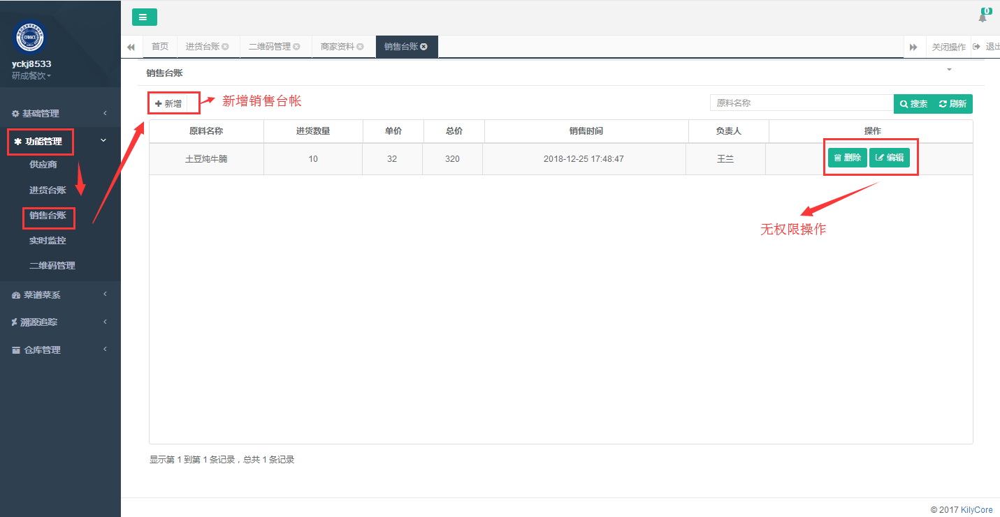 CFDACX
yckj8533
研成餐饮
基础管理
功能管理
供应商
进货台账
销售台账
实时监控
二维码管理
菜谱菜系
溯源追踪
仓库管理
0
首页 进货台账 二维码管理 商家资料 销售台账 关闭操作 退出
销售台账
新增 新增销售台帐 原料名称 搜索 刷新
原料名称 进货数量 单价 总价 销售时间 负责人 操作
土豆炖牛腩 10 32 320 2018-12-25 17:48:47 王兰 删除 编辑
无权限操作
显示第 1 到第 1 条记录，总共 1 条记录
© 2017 KilyCore